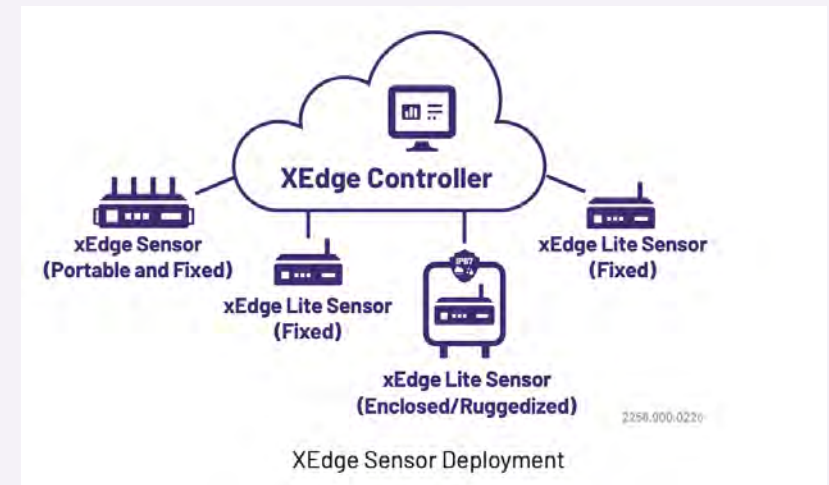 XEdge Controller
xEdge Sensor
(Portable and Fixed)
xEdge Lite Sensor
(Fixed)
xEdge Lite Sensor
(Fixed)
IP67
xEdge Lite Sensor
(Enclosed/Ruggedized)
XEdge Sensor Deployment